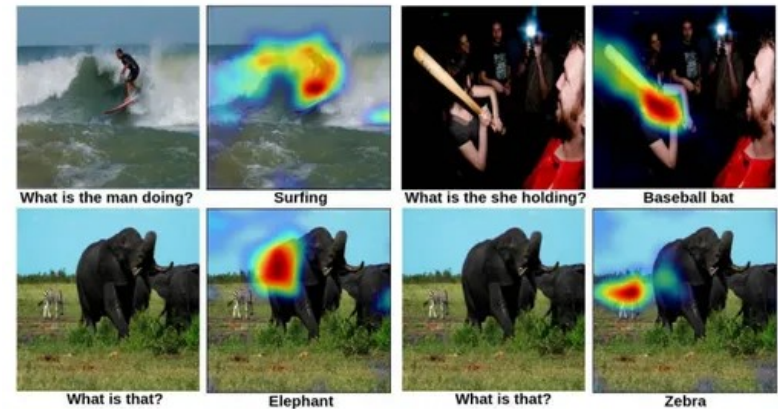 What is the man doing?
Surfing
What is the she holding?
Baseball bat
What is that?
Elephant
What is that?
Zebra